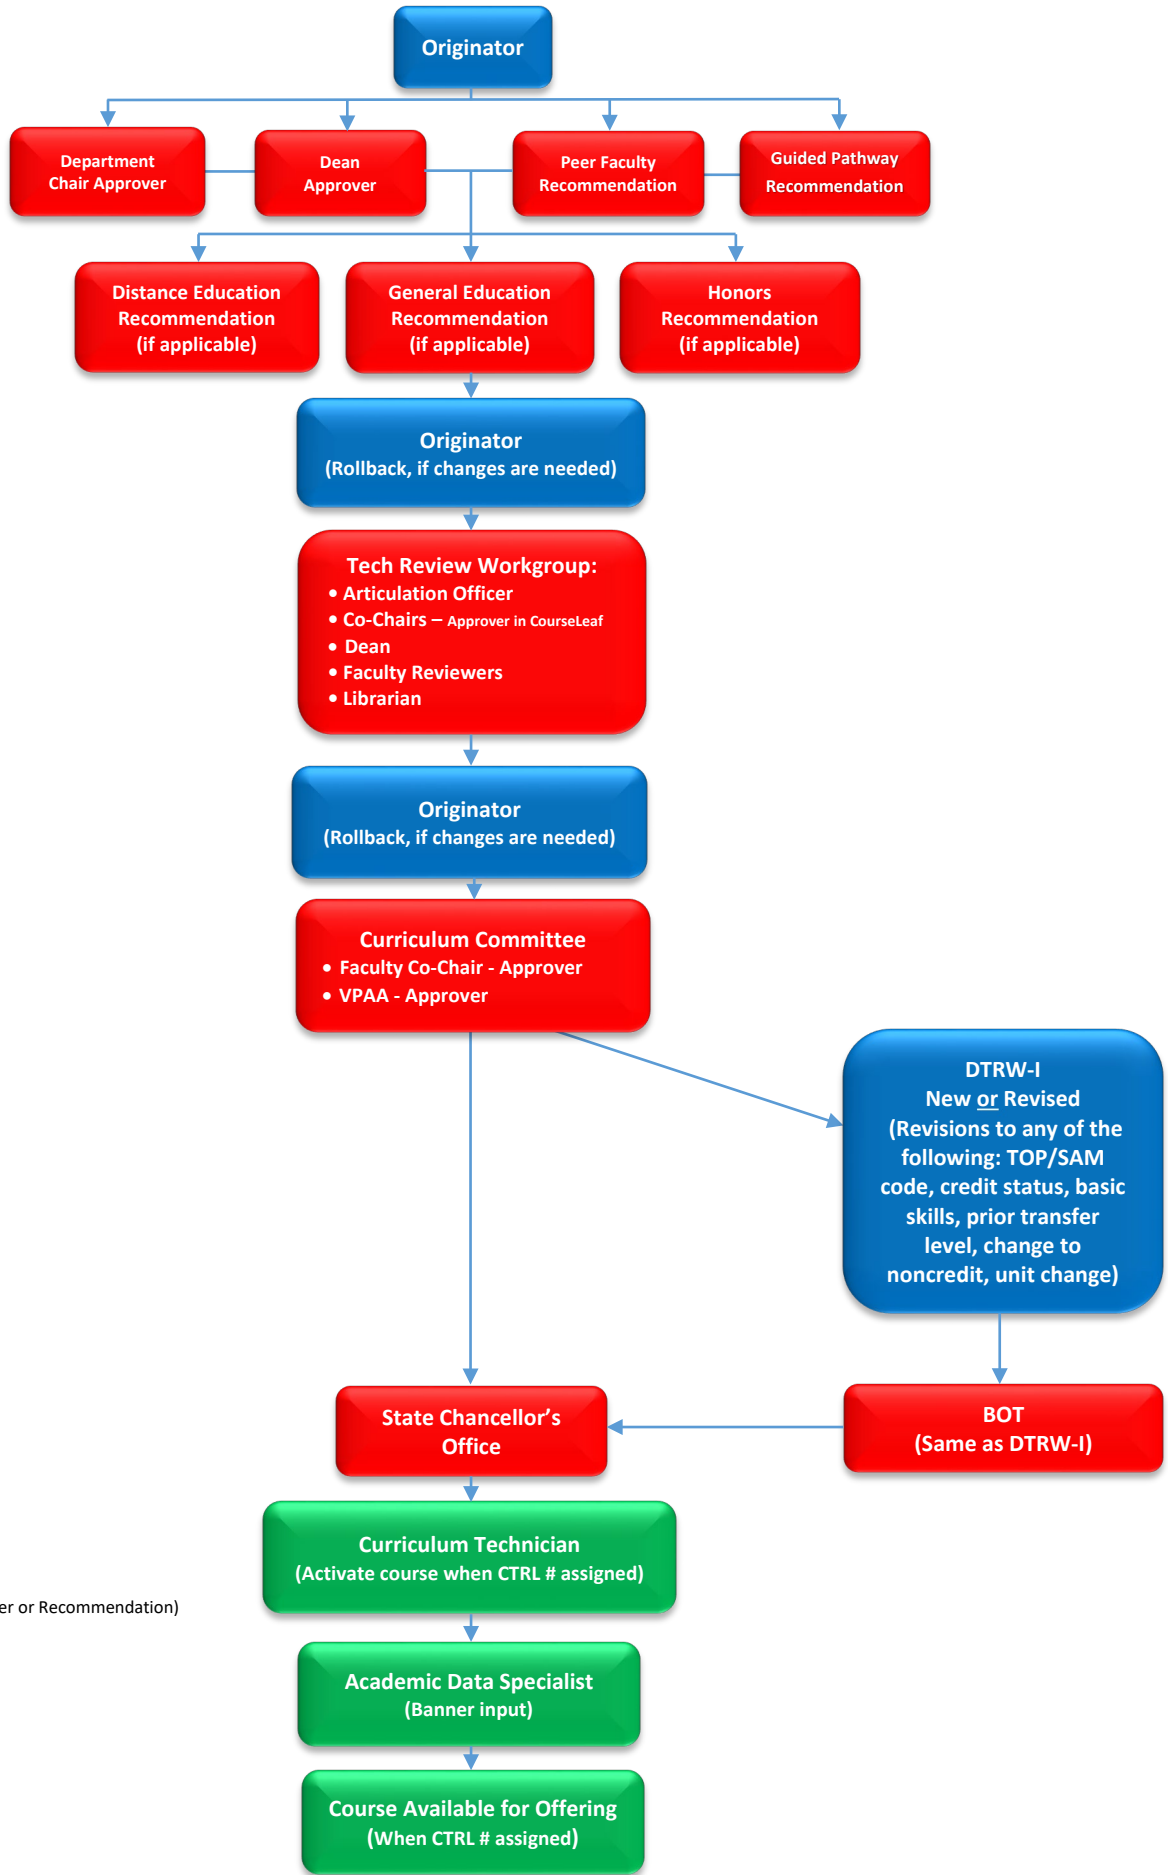 Originator
Department
Chair Approver
Dean
Approver
Peer Faculty
Recommendation
Guided Pathway
Recommendation
Distance Education
Recommendation
(if applicable)
General Education
Recommendation
(if applicable)
Honors
Recommendation
(if applicable)
Originator
(Rollback, if changes are needed)
Tech Review Workgroup:
• Articulation Officer
• Co-Chairs – Approver in CourseLeaf
• Dean
• Faculty Reviewers
• Librarian
Originator
(Rollback, if changes are needed)
Curriculum Committee
• Faculty Co-Chair - Approver
• VPAA - Approver
DTRW-I
New or Revised
(Revisions to any of the
following: TOP/SAM
code, credit status, basic
skills, prior transfer
level, change to
noncredit, unit change)
State Chancellor’s
Office
BOT
(Same as DTRW-I)
Curriculum Technician
(Activate course when CTRL # assigned)
er or Recommendation)
Academic Data Specialist
(Banner input)
Course Available for Offering
(When CTRL # assigned)